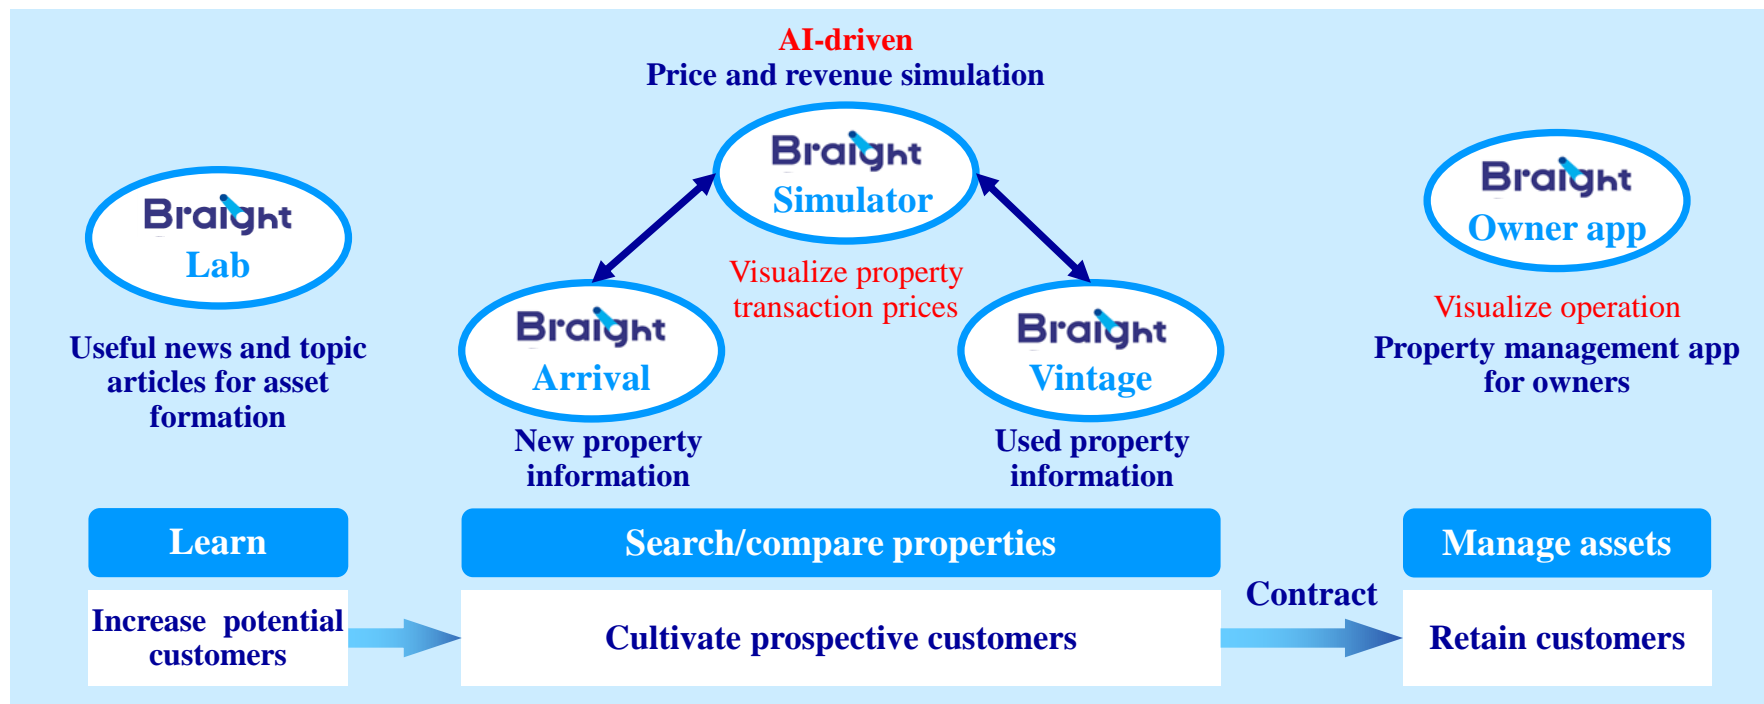 AI-driven
Price and revenue simulation
Braight
Simulator
Braight
Lab
Useful news and topic
articles for asset
formation
Visualize property
transaction prices
Braight
Arrival
New property
information
Braight
Vintage
Used property
information
Braight
Owner app
Visualize operation
Property management app
for owners
Learn
Search/compare properties
Manage assets
Increase potential
customers
Cultivate prospective customers
Contract
Retain customers